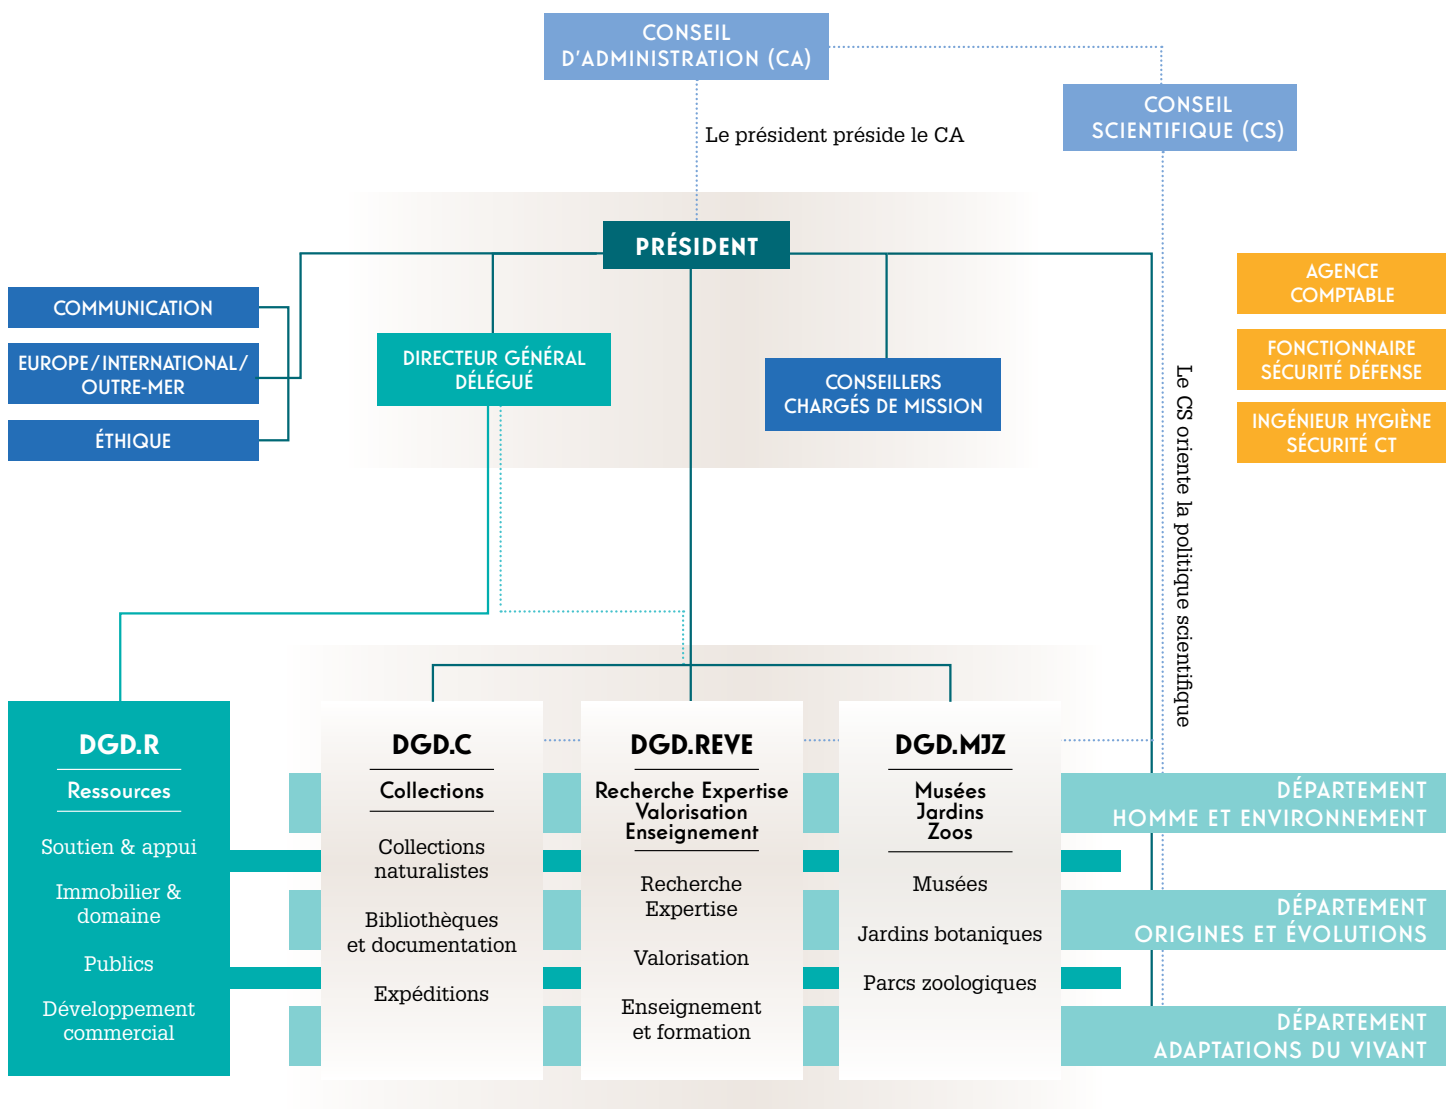 CONSEIL
D'ADMINISTRATION (CA)
CONSEIL
SCIENTIFIQUE (CS)
Le président préside le CA
PRÉSIDENT
COMMUNICATION
EUROPE/INTERNATIONAL/
OUTRE-MER
ÉTHIQUE
DIRECTEUR GÉNÉRAL
DÉLÉGUÉ
CONSEILLERS
CHARGÉS DE MISSION
AGENCE
COMPTABLE
FONCTIONNAIRE
SÉCURITÉ DÉFENSE
INGÉNIEUR HYGIÈNE
SÉCURITÉ CT
Le CS oriente la politique scientifique
DGD.R
Ressources
Soutien & appui
Immobilier &
domaine
Publics
Développement
commercial
DGD.C
Collections
Collections
naturalistes
Bibliothèques
et documentation
Expéditions
DGD.REVE
Recherche Expertise
Valorisation
Enseignement
Recherche
Expertise
Valorisation
Enseignement
et formation
DGD.MJZ
Musées
Jardins
Zoos
Musées
Jardins botaniques
Parcs zoologiques
DÉPARTEMENT
HOMME ET ENVIRONNEMENT
DÉPARTEMENT
ORIGINES ET ÉVOLUTIONS
DÉPARTEMENT
ADAPTATIONS DU VIVANT